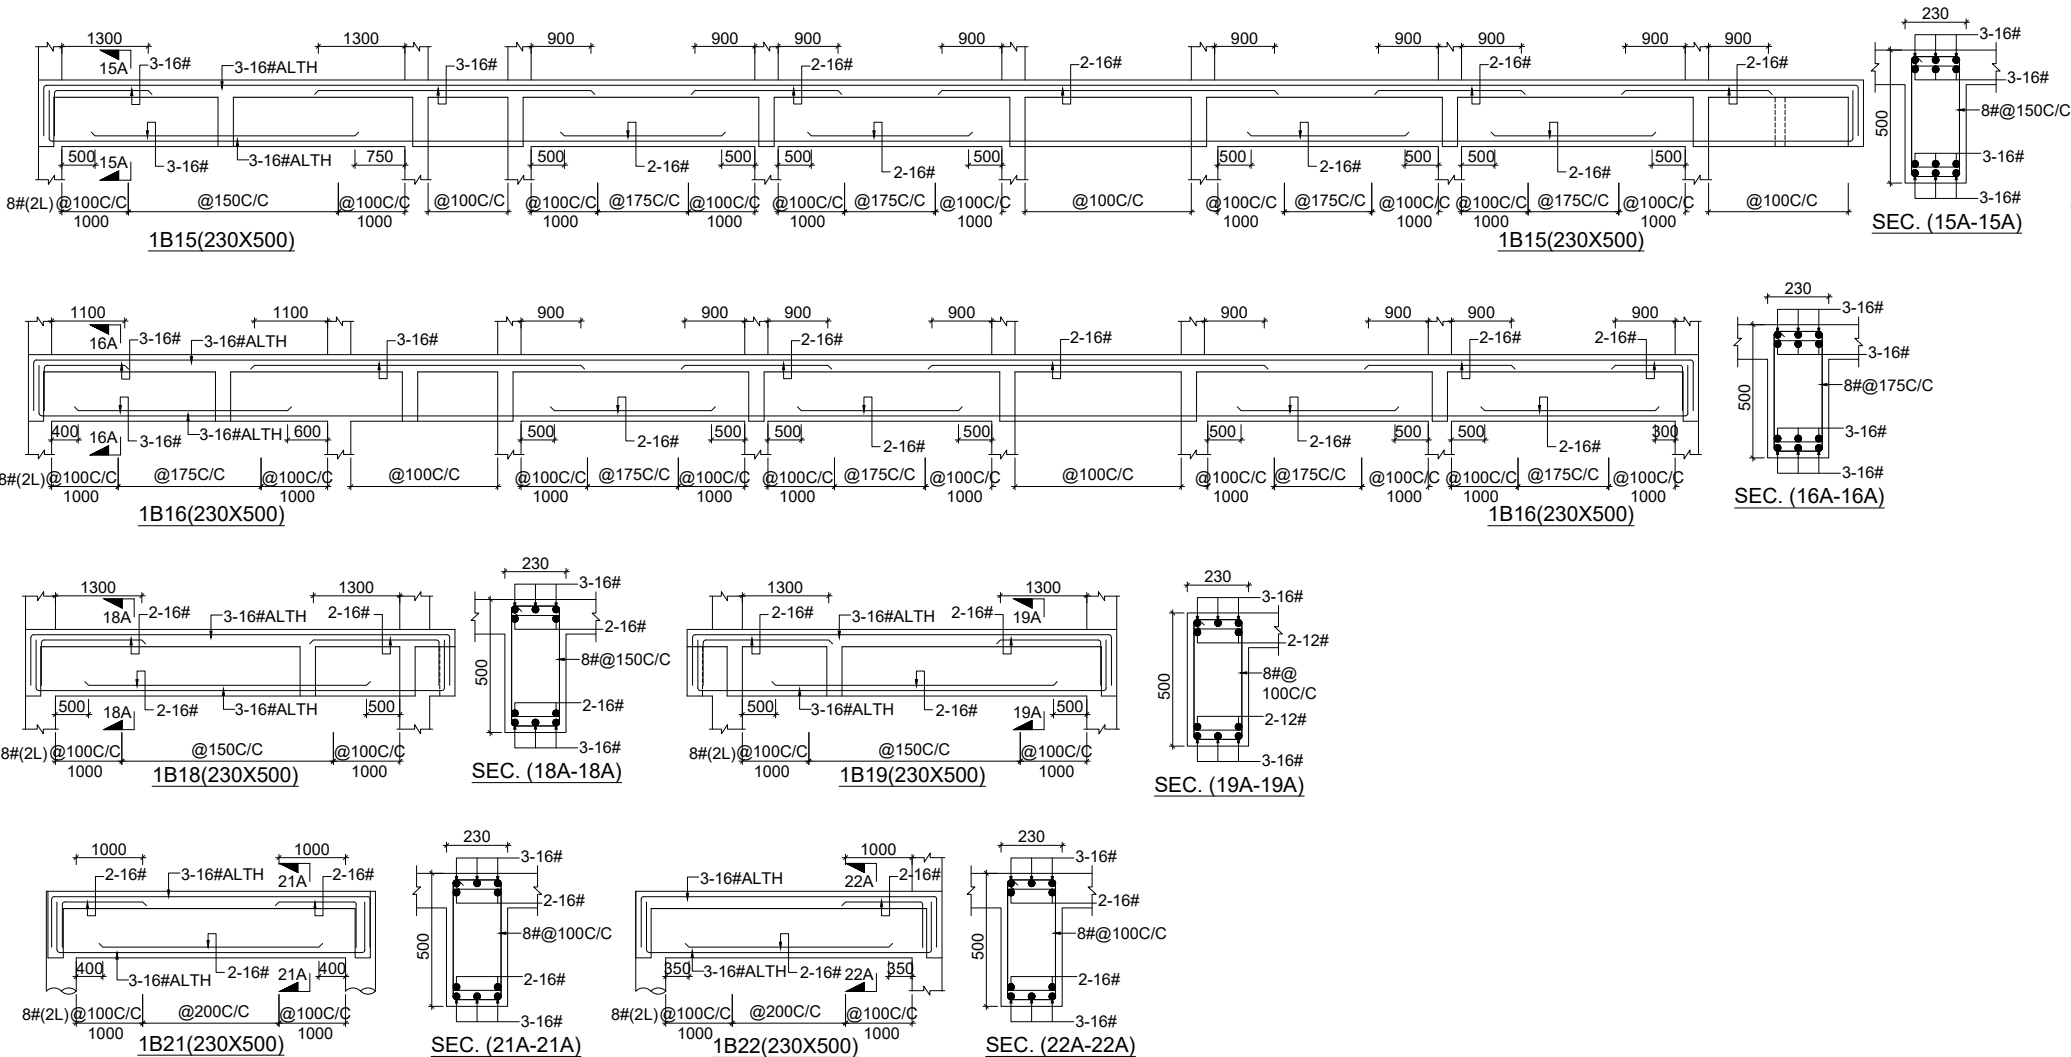 1300 1300 900 900 900 900 900 900 900 900 900
15A 3-16# 3-16#ALTH 3-16# 2-16# 2-16# 2-16# 2-16#
500 15A 3-16# 3-16#ALTH 750 500 2-16# 500 500 2-16# 500 500 2-16# 500 500 2-16# 500
8#(2L) @100C/C @150C/C @100C/C @100C/C @100C/C @175C/C @100C/C @100C/C @175C/C @100C/C @100C/C @100C/C @175C/C @100C/C @100C/C @175C/C @100C/C @100C/C
1000 1000 1000 1000 1000 1000 1000 1000 1000 1000
1B15(230X500) 1B15(230X500)
230
3-16#
3-16#
8#@150C/C
500
3-16#
3-16#
SEC. (15A-15A)
1100 1100 900 900 900 900 900 900 900 900
16A 3-16# 3-16#ALTH 3-16# 2-16# 2-16# 2-16# 2-16#
400 16A 3-16# 3-16#ALTH 600 500 2-16# 500 500 2-16# 500 500 2-16# 500 500 2-16# 300
8#(2L) @100C/C @175C/C @100C/C @100C/C @100C/C @175C/C @100C/C @100C/C @175C/C @100C/C @100C/C @100C/C @175C/C @100C/C @100C/C @175C/C @100C/C
1000 1000 1000 1000 1000 1000 1000 1000 1000 1000
1B16(230X500) 1B16(230X500)
230
3-16#
3-16#
8#@175C/C
500
3-16#
3-16#
SEC. (16A-16A)
1300 1300
18A 2-16# 3-16#ALTH 2-16#
500 18A 2-16# 3-16#ALTH 500
8#(2L) @100C/C @150C/C @100C/C
1000 1000
1B18(230X500)
230
3-16#
2-16#
8#@150C/C
500
2-16#
3-16#
SEC. (18A-18A)
1300 1300
2-16# 3-16#ALTH 2-16# 19A
500 3-16#ALTH 2-16# 19A 500
8#(2L) @100C/C @150C/C @100C/C
1000 1000
1B19(230X500)
230
3-16#
2-12#
8#@
100C/C
500
2-12#
3-16#
SEC. (19A-19A)
1000 1000
2-16# 3-16#ALTH 21A 2-16#
400 3-16#ALTH 2-16# 21A 400
8#(2L) @100C/C @200C/C @100C/C
1000 1000
1B21(230X500)
230
3-16#
2-16#
8#@100C/C
500
2-16#
3-16#
SEC. (21A-21A)
1000
3-16#ALTH 22A 2-16#
350 3-16#ALTH 2-16# 22A 350
8#(2L) @100C/C @200C/C @100C/C
1000 1000
1B22(230X500)
230
3-16#
2-16#
8#@100C/C
500
2-16#
3-16#
SEC. (22A-22A)